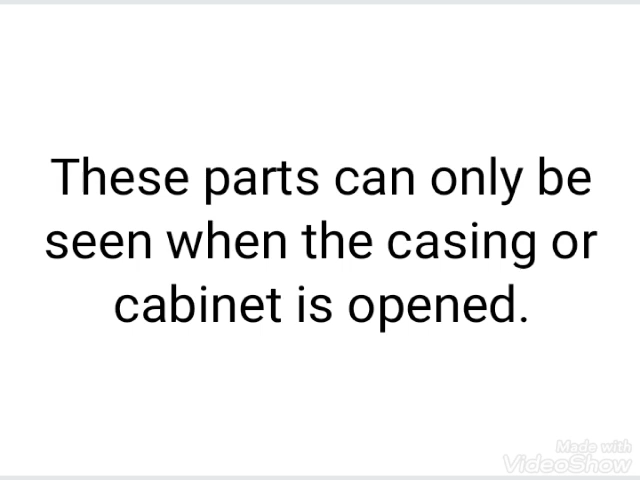 These parts can only be
seen when the casing or
cabinet is opened.
Made with
VideoShow